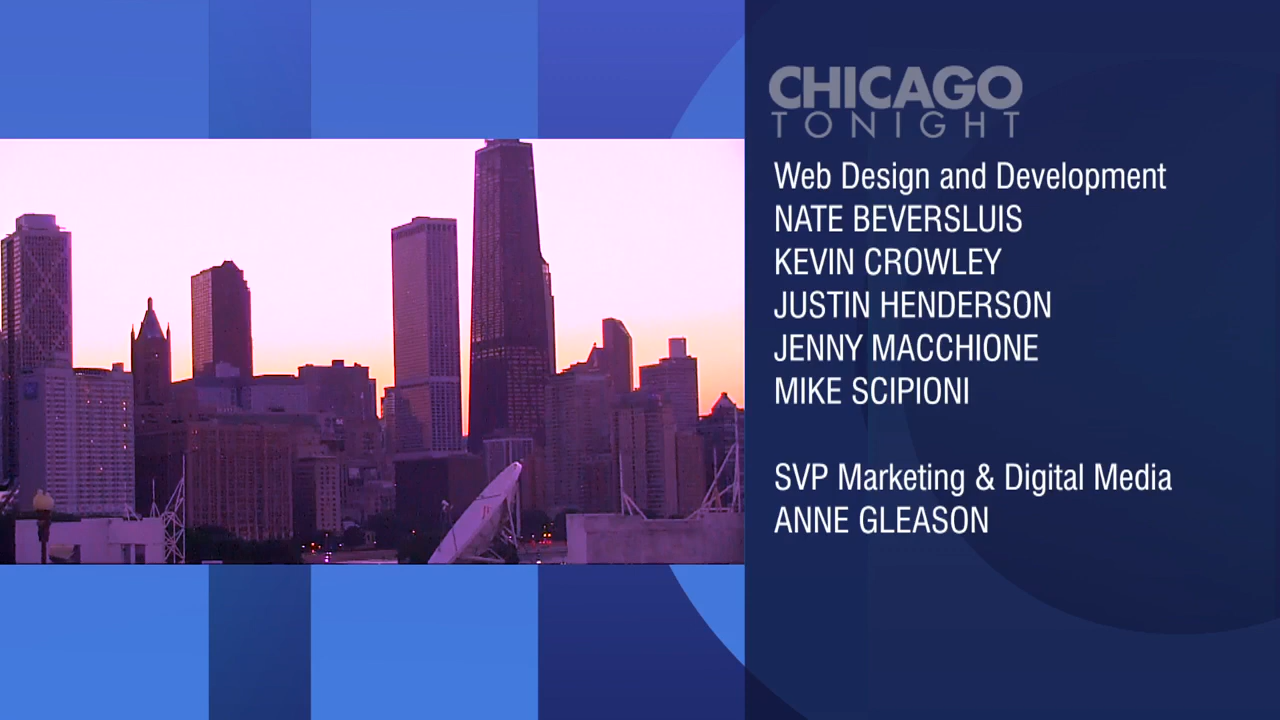 CHICAGO
TONIGHT
Web Design and Development
NATE BEVERSLUIS
KEVIN CROWLEY
JUSTIN HENDERSON
JENNY MACCHIONE
MIKE SCIPIONI
SVP Marketing & Digital Media
ANNE GLEASON